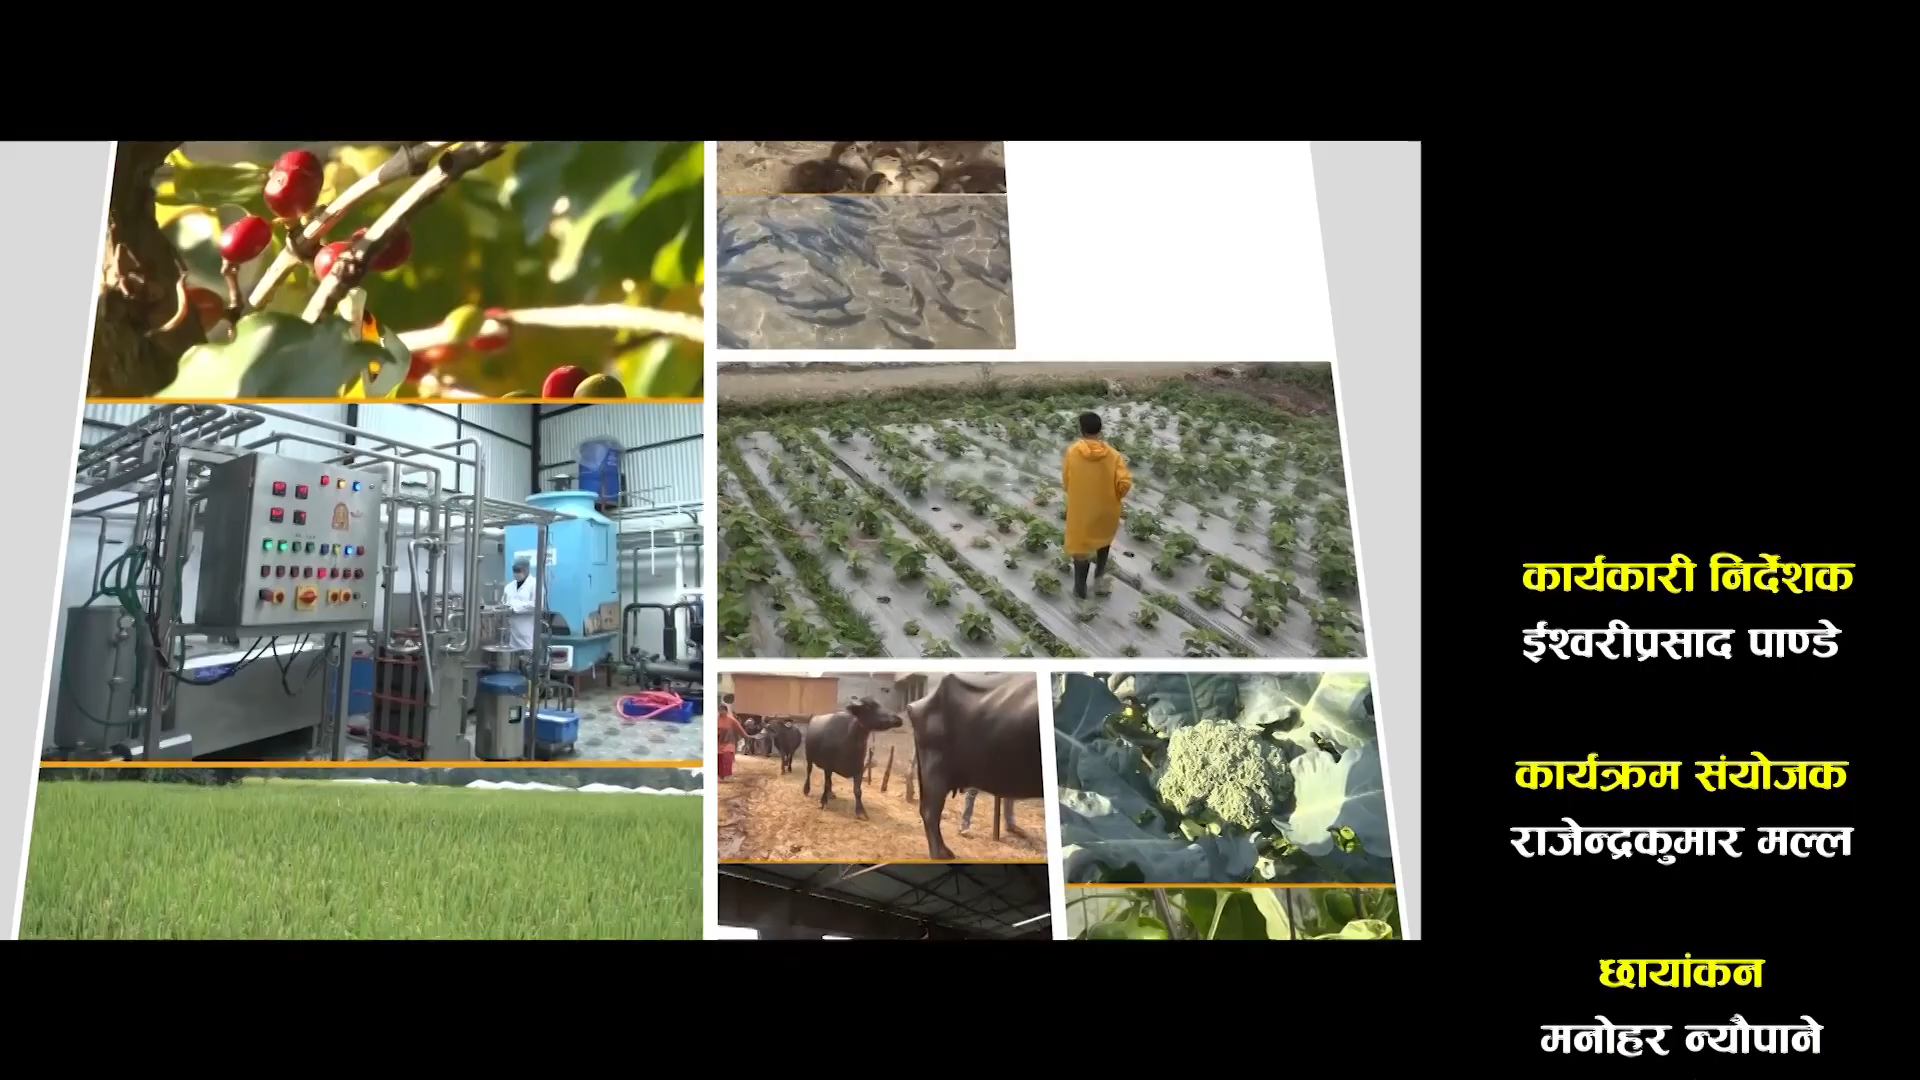 कार्यकारी निर्देशक
ईश्वरीप्रसाद पाण्डे
कार्यक्रम संयोजक
राजेन्द्रकुमार मल्ल
छायांकन
मनोहर न्यौपाने